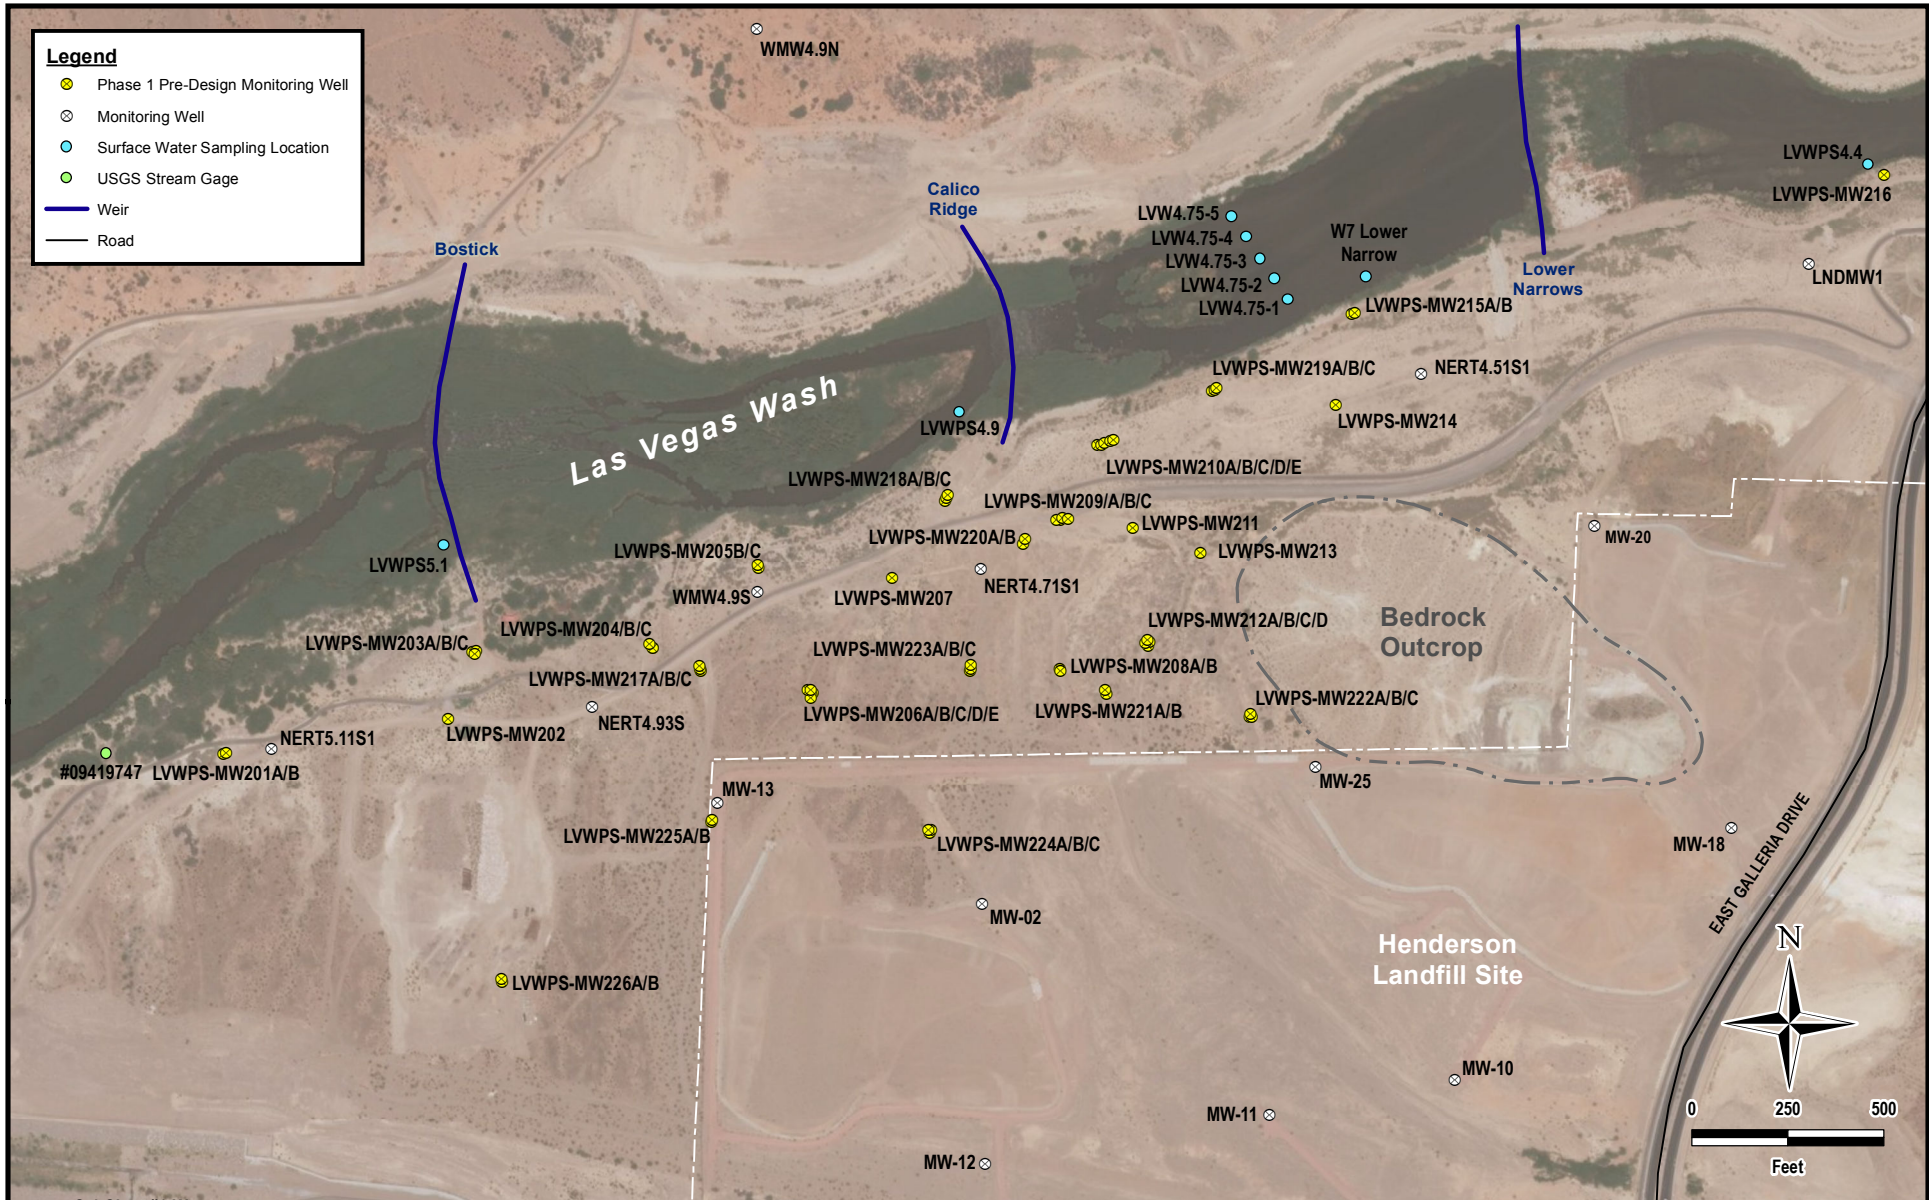 Legend
Phase 1 Pre-Design Monitoring Well
Monitoring Well
Surface Water Sampling Location
USGS Stream Gage
Weir
Road
WMW4.9N
LVWPS4.4
LVWPS-MW216
Calico
Ridge
LVW4.75-5
LVW4.75-4
LVW4.75-3
LVW4.75-2
LVW4.75-1
W7 Lower
Narrow
Bostick
Lower
Narrows
LNDMW1
LVWPS-MW215A/B
LVWPS-MW219A/B/C
NERT4.51S1
LVWPS-MW214
Las Vegas Wash
LVWPS4.9
LVWPS-MW210A/B/C/D/E
LVWPS-MW218A/B/C
LVWPS-MW209/A/B/C
LVWPS-MW211
LVWPS-MW220A/B
MW-20
LVWPS-MW213
LVWPS-MW205B/C
LVWPS5.1
NERT4.71S1
WMW4.9S
LVWPS-MW207
Bedrock
Outcrop
LVWPS-MW212A/B/C/D
LVWPS-MW204/B/C
LVWPS-MW203A/B/C
LVWPS-MW223A/B/C
LVWPS-MW208A/B
LVWPS-MW217A/B/C
LVWPS-MW222A/B/C
LVWPS-MW206A/B/C/D/E
LVWPS-MW221A/B
NERT4.93S
LVWPS-MW202
NERT5.11S1
#09419747
LVWPS-MW201A/B
MW-25
MW-13
LVWPS-MW225A/B
LVWPS-MW224A/B/C
MW-18
EAST GALLERIA DRIVE
MW-02
Henderson
Landfill Site
N
LVWPS-MW226A/B
MW-10
MW-11
MW-12
0 250 500
Feet